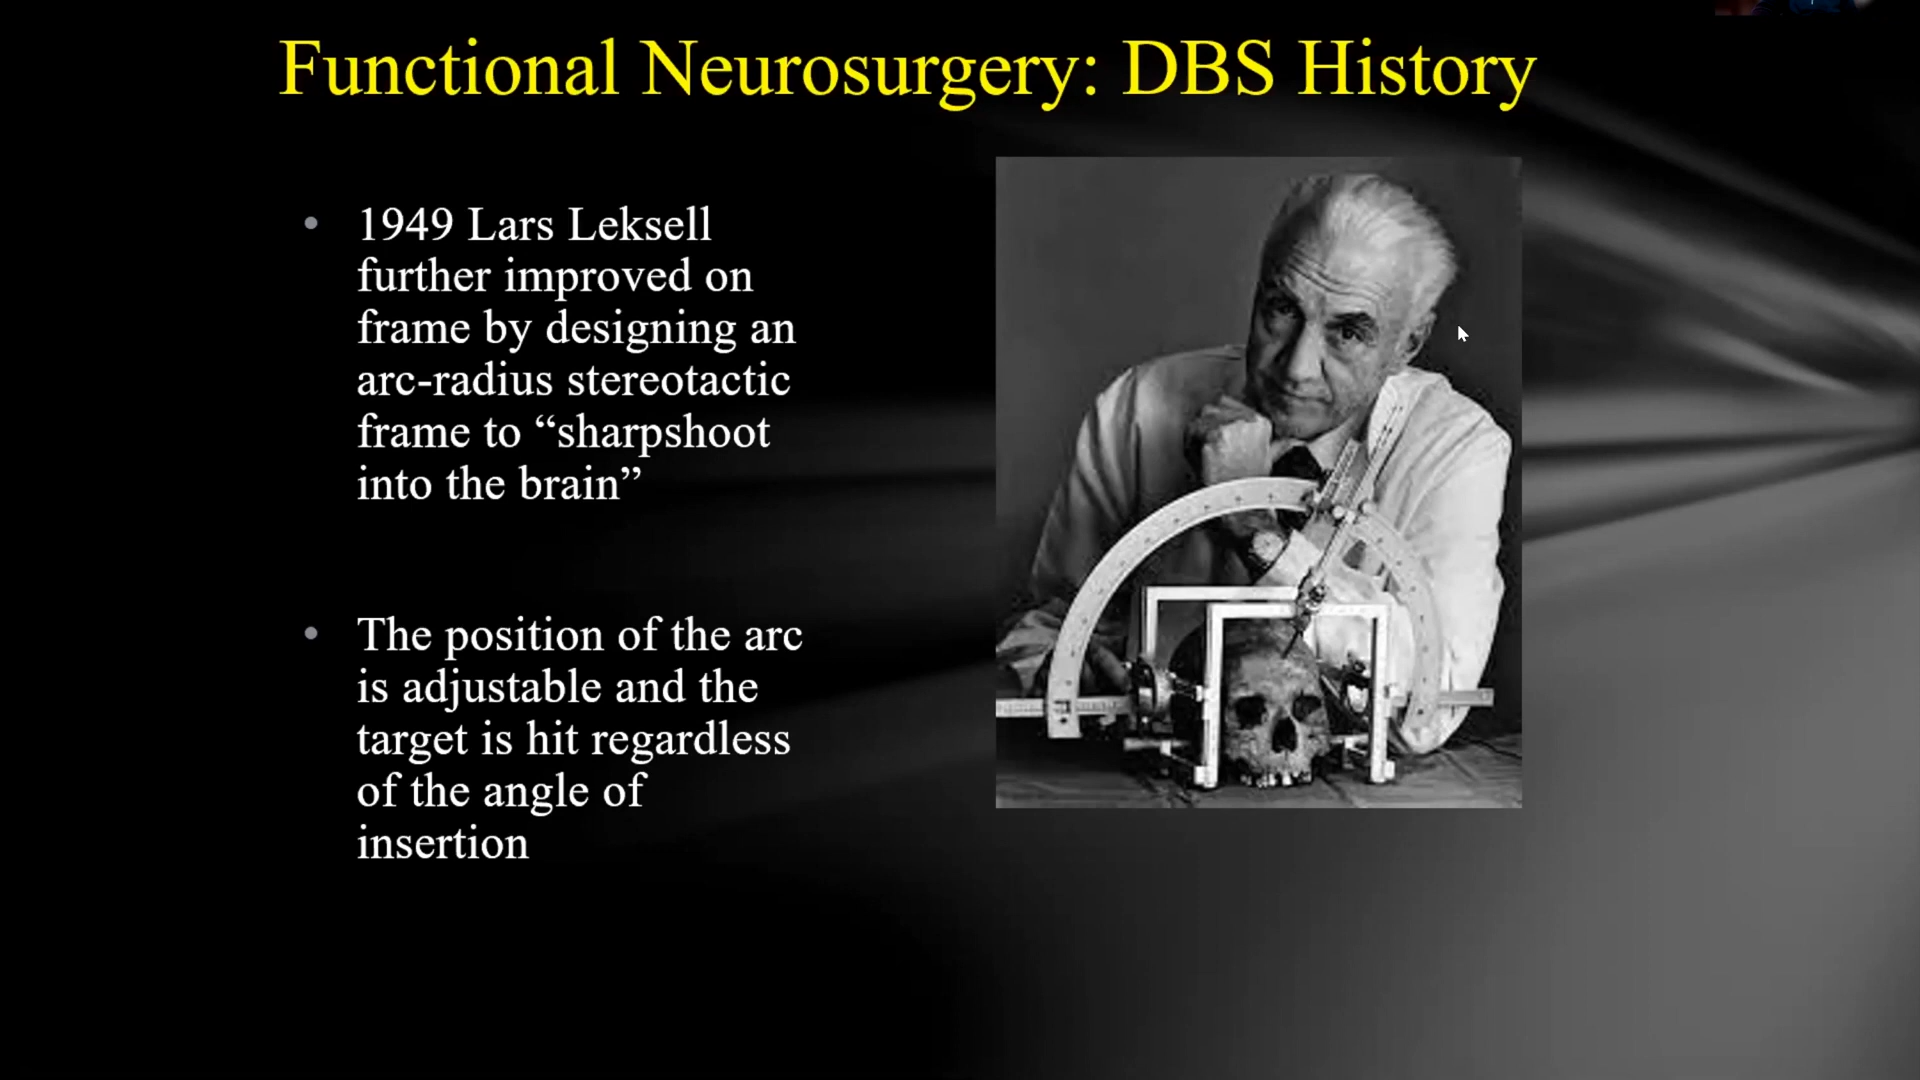 Functional Neurosurgery: DBS History
• 1949 Lars Leksell
further improved on
frame by designing an
arc-radius stereotactic
frame to “sharpshoot
into the brain”
• The position of the arc
is adjustable and the
target is hit regardless
of the angle of
insertion